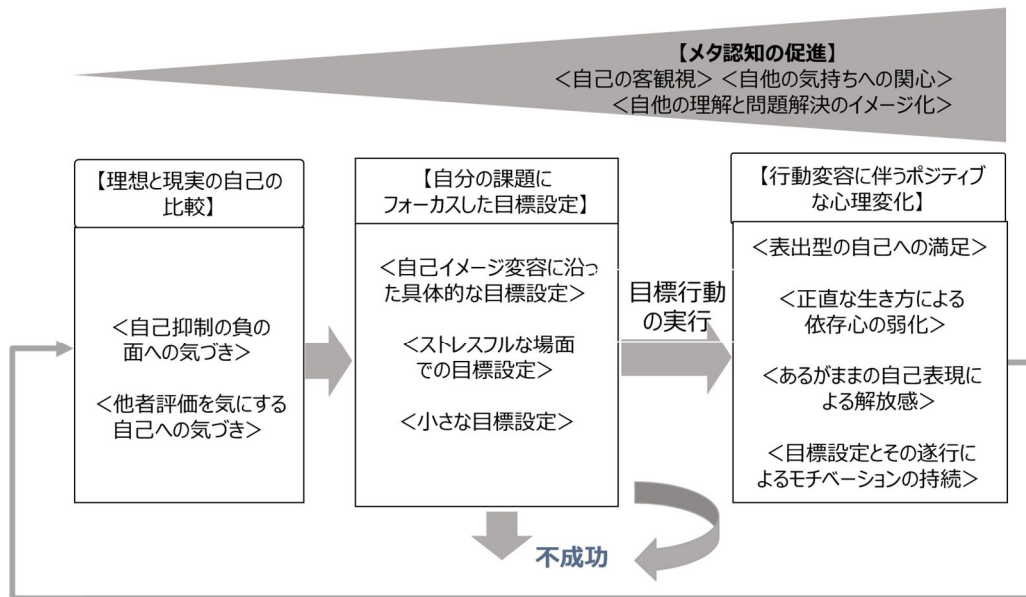 【メタ認知の促進】
<自己の客観視> <自他の気持ちへの関心>
<自他の理解と問題解決のイメージ化>
【理想と現実の自己の
比較】
<自己抑制の負の
面への気づき>
<他者評価を気にする
自己への気づき>
【自分の課題に
フォーカスした目標設定】
<自己イメージ変容に沿っ
た具体的な目標設定>
<ストレスフルな場面
での目標設定>
<小さな目標設定>
目標行動
の実行
【行動変容に伴うポジティブ
な心理変化】
<表出型の自己への満足>
<正直な生き方による
依存心の弱化>
<あるがままの自己表現に
よる解放感>
<目標設定とその遂行に
よるモチベーションの持続>
不成功